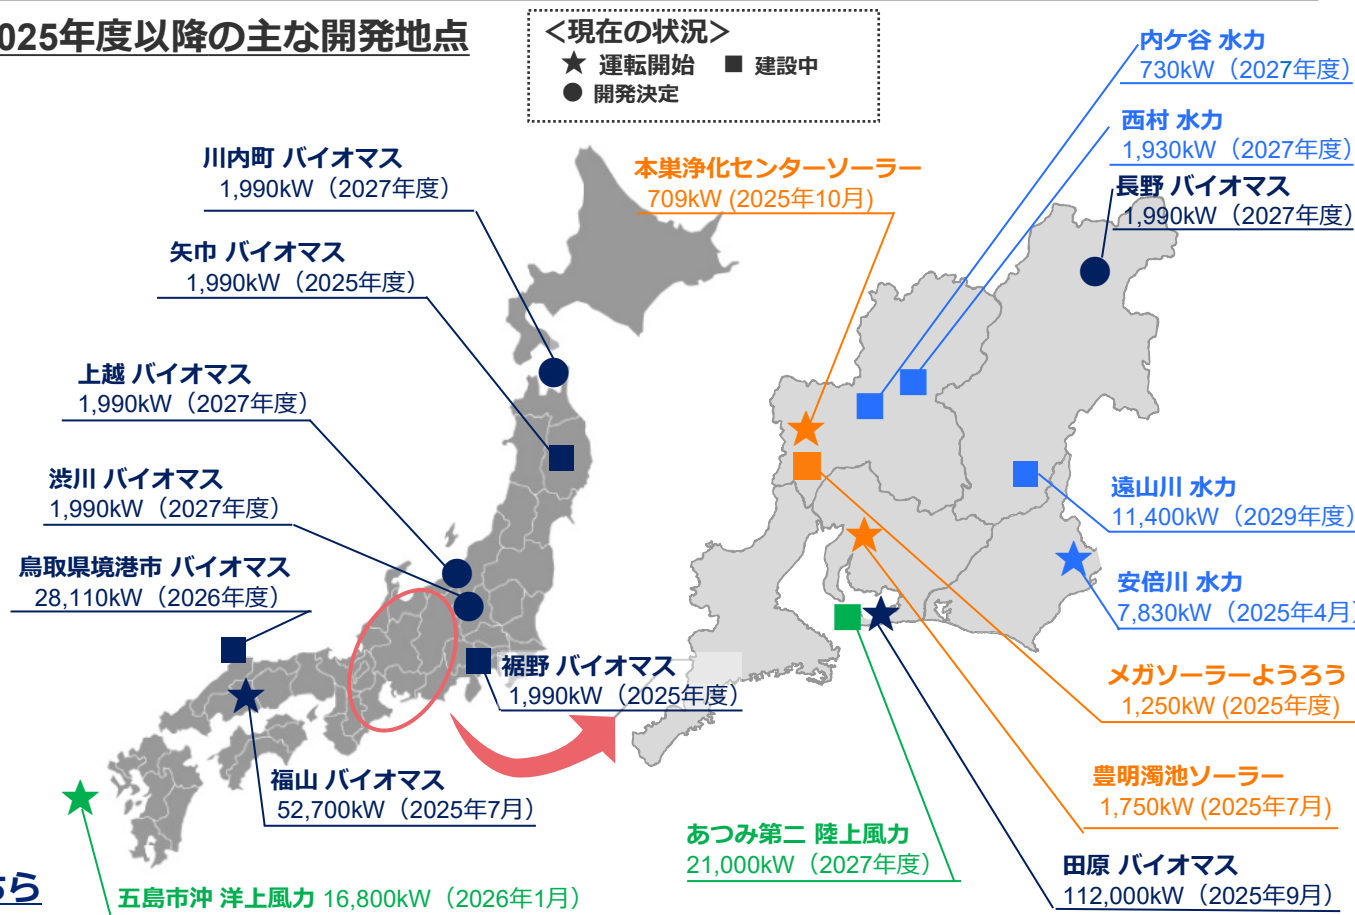 025年度以降の主な開発地点
＜現在の状況＞
★ 運転開始 ■ 建設中
● 開発決定
川内町 バイオマス
1,990kW（2027年度）
矢巾 バイオマス
1,990kW（2025年度）
上越 バイオマス
1,990kW（2027年度）
渋川 バイオマス
1,990kW（2027年度）
鳥取県境港市 バイオマス
28,110kW（2026年度）
裾野 バイオマス
1,990kW（2025年度）
福山 バイオマス
52,700kW（2025年7月）
五島市沖 洋上風力 16,800kW（2026年1月）
ちら
本巣浄化センターソーラー
709kW (2025年10月)
内ケ谷 水力
730kW（2027年度）
西村 水力
1,930kW（2027年度）
長野 バイオマス
1,990kW（2027年度）
遠山川 水力
11,400kW（2029年度）
安倍川 水力
7,830kW（2025年4月）
メガソーラーようろう
1,250kW (2025年度)
豊明濁池ソーラー
1,750kW (2025年7月)
あつみ第二 陸上風力
21,000kW（2027年度）
田原 バイオマス
112,000kW（2025年9月）